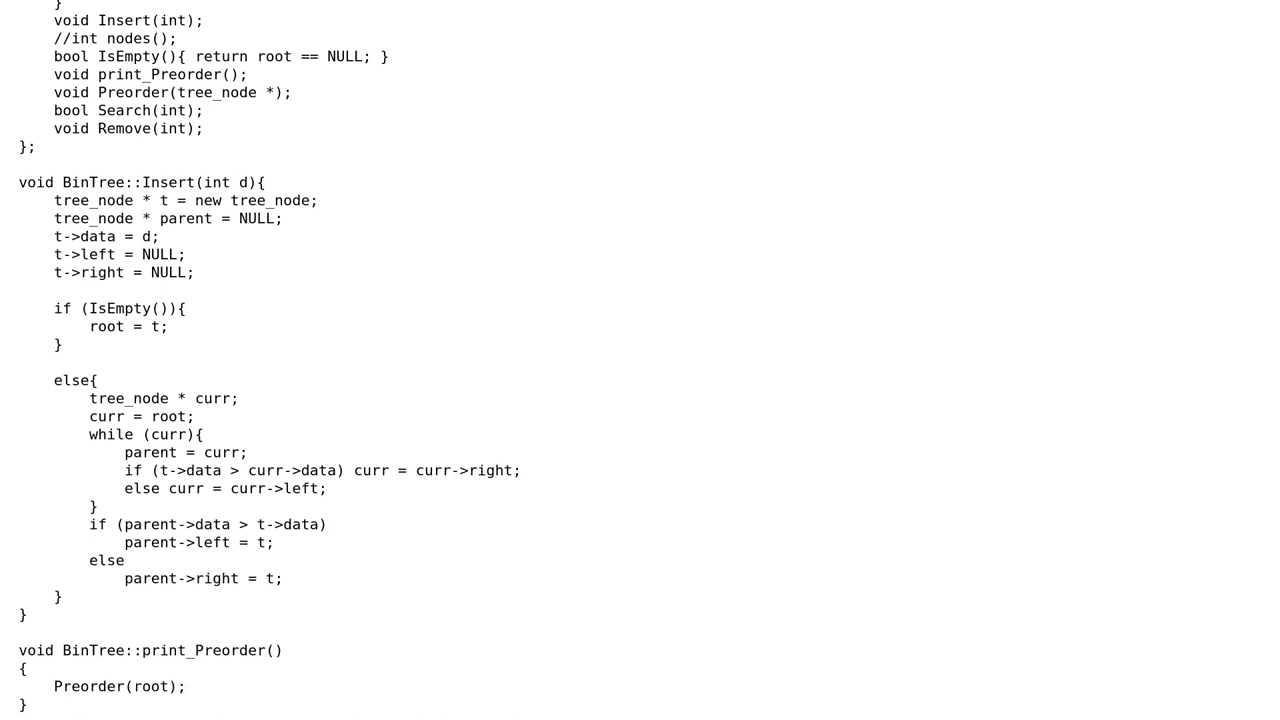 }
    void Insert(int);
    //int nodes();
    bool IsEmpty(){ return root == NULL; }
    void print_Preorder();
    void Preorder(tree_node *);
    bool Search(int);
    void Remove(int);
};
void BinTree::Insert(int d){
    tree_node * t = new tree_node;
    tree_node * parent = NULL;
    t->data = d;
    t->left = NULL;
    t->right = NULL;
    if (IsEmpty()){
        root = t;
    }
    else{
        tree_node * curr;
        curr = root;
        while (curr){
            parent = curr;
            if (t->data > curr->data) curr = curr->right;
            else curr = curr->left;
        }
        if (parent->data > t->data)
            parent->left = t;
        else
            parent->right = t;
    }
}
void BinTree::print_Preorder()
{
    Preorder(root);
}